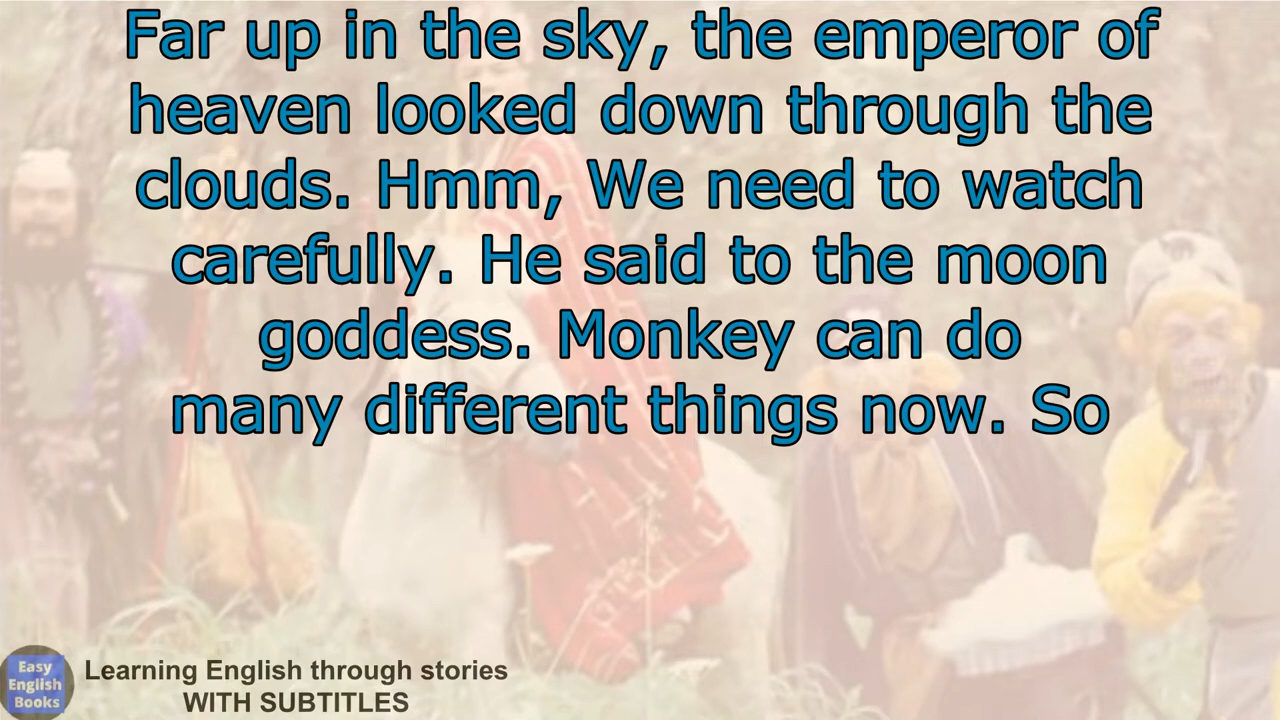 Far up in the sky, the emperor of
heaven looked down through the
clouds. Hmm, We need to watch
carefully. He said to the moon
goddess. Monkey can do
many different things now. So
Easy
English
Books
Learning English through stories
WITH SUBTITLES